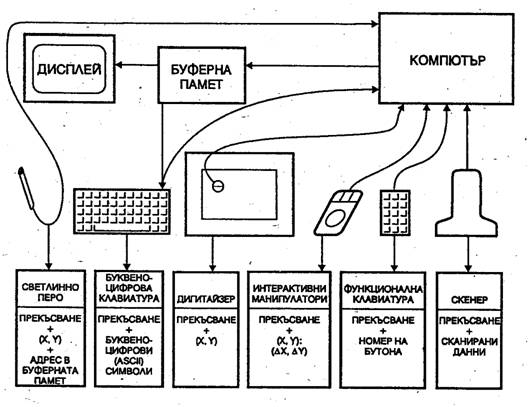 ДИСПЛЕЙ
БУФЕРНА
ПАМЕТ
КОМПЮТЪР
СВЕТЛИННО
ПЕРО
ПРЕКЪСВАНЕ
+
(X, Y)
+
АДРЕС В
БУФЕРНАТА
ПАМЕТ
БУКВЕНО-
ЦИФРОВА
КЛАВИАТУРА
ПРЕКЪСВАНЕ
+
БУКВЕНО-
ЦИФРОВИ
(ASCII)
СИМВОЛИ
ДИГИТАЙЗЕР
ПРЕКЪСВАНЕ
+
(X, Y)
ИНТЕРАКТИВНИ
МАНИПУЛАТОРИ
ПРЕКЪСВАНЕ
+
(X, Y):
(ΔX, ΔY)
ФУНКЦИОНАЛНА
КЛАВИАТУРА
ПРЕКЪСВАНЕ
+
НОМЕР НА
БУТОНА
СКЕНЕР
ПРЕКЪСВАНЕ
+
СКАНИРАНИ
ДАННИ